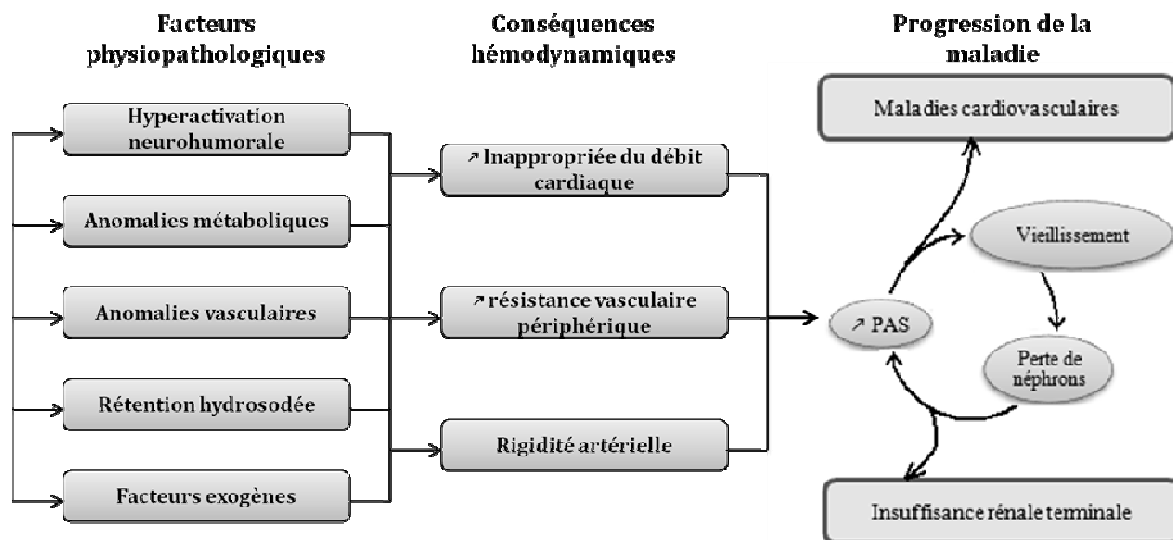 Facteurs
physiopathologiques
Hyperactivation
neurohumorale
Anomalies métaboliques
Anomalies vasculaires
Rétention hydrosodée
Facteurs exogènes
Conséquences
hémodynamiques
↗ Inappropriée du débit
cardiaque
↗ résistance vasculaire
périphérique
Rigidité artérielle
Progression de la
maladie
Maladies cardiovasculaires
Vieillissement
↗ PAS
Perte de
néphrons
Insuffisance rénale terminale